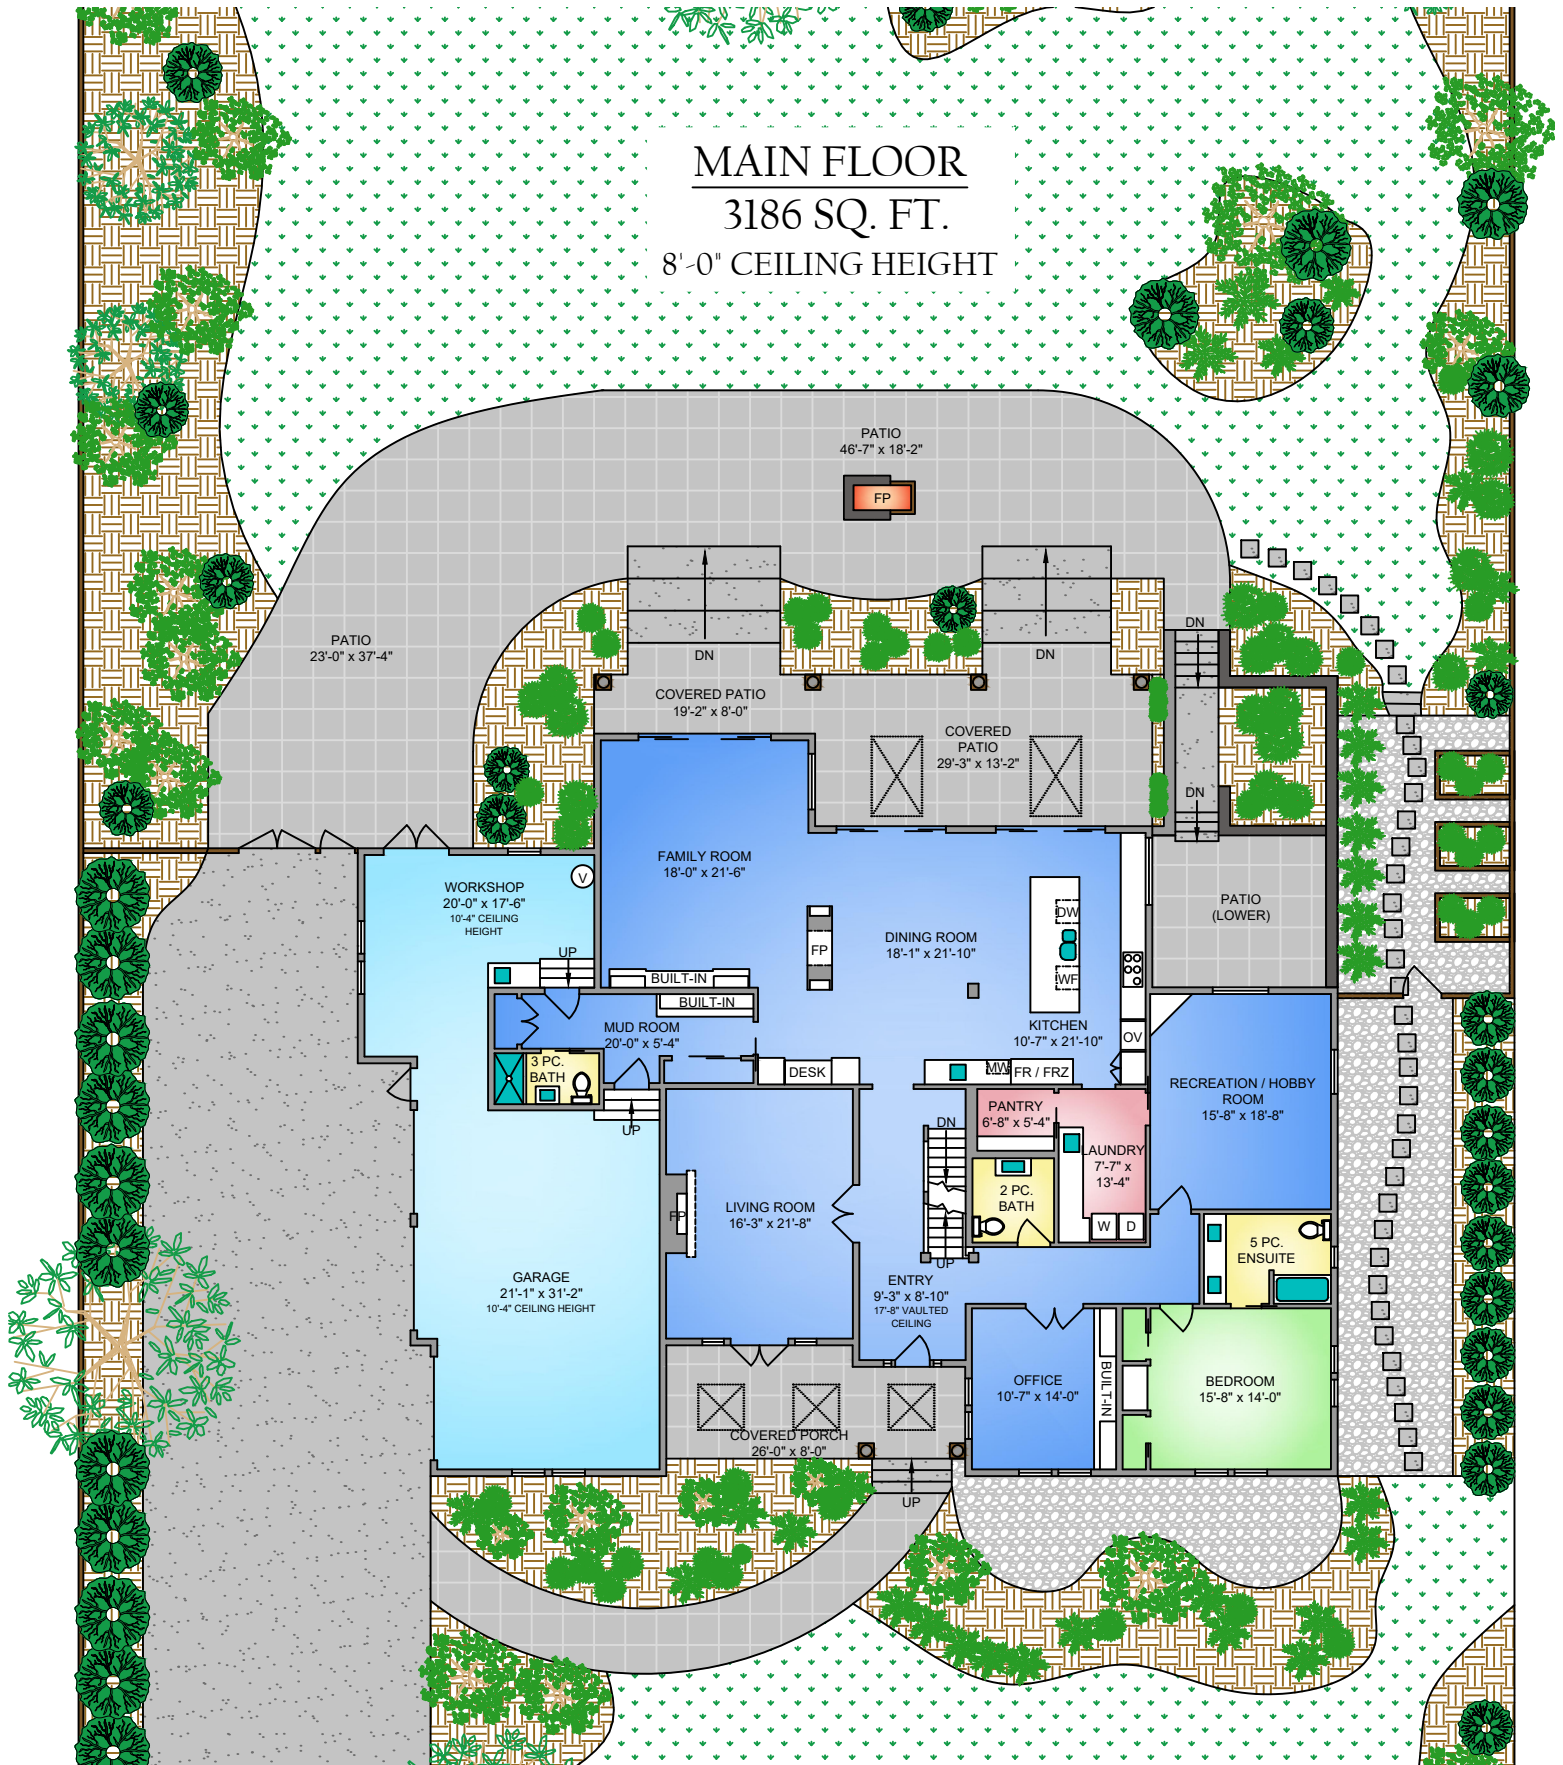 MAIN FLOOR
3186 SQ. FT.
8'-0" CEILING HEIGHT
PATIO
46'-7" x 18'-2"
FP
PATIO
23'-0" x 37'-4"
DN
DN
DN
COVERED PATIO
19'-2" x 8'-0"
COVERED
PATIO
29'-3" x 13'-2"
DN
FAMILY ROOM
18'-0" x 21'-6"
WORKSHOP
20'-0" x 17'-6"
10'-4" CEILING
HEIGHT
V
UP
PATIO
(LOWER)
DINING ROOM
18'-1" x 21'-10"
FP
DW
WF
BUILT-IN
BUILT-IN
MUD ROOM
20'-0" x 5'-4"
KITCHEN
10'-7" x 21'-10"
OV
3 PC.
BATH
DESK
MW
FR / FRZ
RECREATION / HOBBY
ROOM
15'-8" x 18'-8"
UP
PANTRY
6'-8" x 5'-4"
DN
LAUNDRY
7'-7" x
13'-4"
2 PC.
BATH
W
D
LIVING ROOM
16'-3" x 21'-8"
FP
5 PC.
ENSUITE
UP
GARAGE
21'-1" x 31'-2"
10'-4" CEILING HEIGHT
ENTRY
9'-3" x 8'-10"
17'-8" VAULTED
CEILING
OFFICE
10'-7" x 14'-0"
BUILT-IN
BEDROOM
15'-8" x 14'-0"
COVERED PORCH
26'-0" x 8'-0"
UP